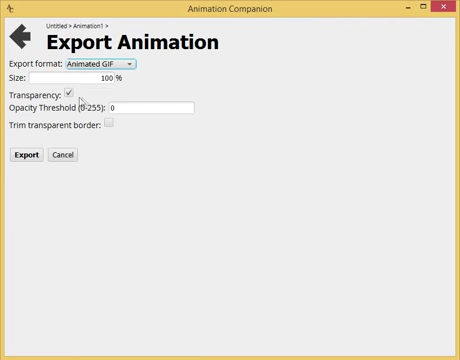 Animation Companion
Untitled > Animation1 >
Export Animation
Export format: Animated GIF
Size: 100 %
Transparency:
Opacity Threshold (0-255): 0
Trim transparent border:
Export Cancel